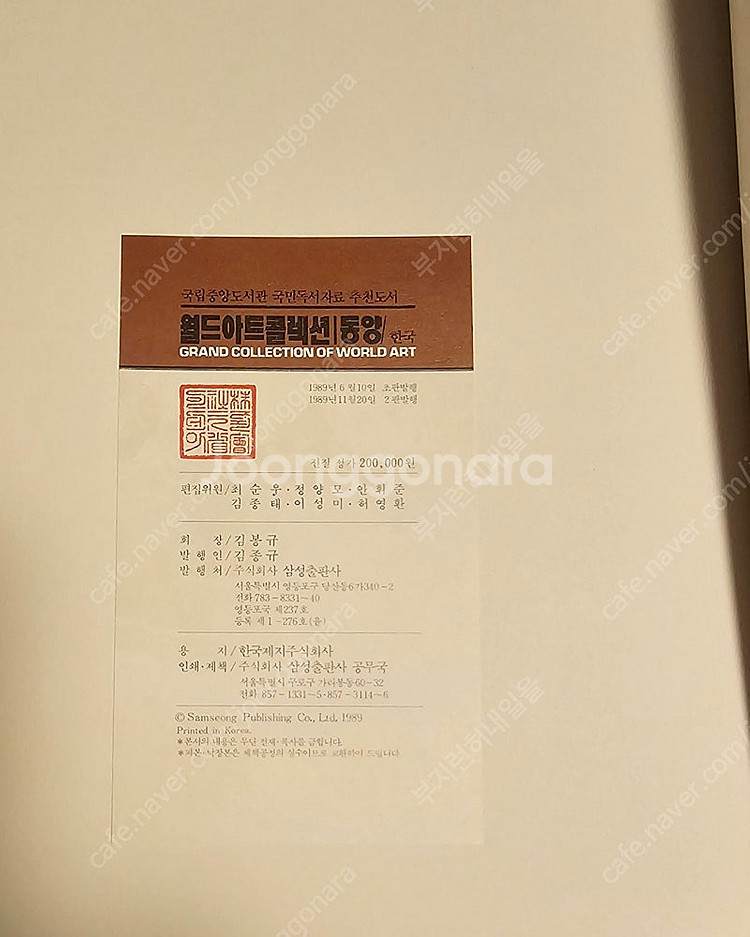 국립중앙도서관 국민독서자료 추천도서
월드아트콜렉션|동양/한국
GRAND COLLECTION OF WORLD ART
1989년 6월10일 초판발행
1989년11월20일 2판발행
전질 정가 200,000원
편집위원/최순우·정양모·안휘준
김종태·이성미·허영환
회 장/김봉규
발행인/김종규
발행처/주식회사 삼성출판사
서울특별시 영등포구 당산동6가340-2
전화 783-8331~40
영등포국 제237호
등록 제1-276호(을)
용 지/한국제지주식회사
인쇄·제책/주식회사 삼성출판사 공무국
서울특별시 구로구 가리봉동60-32
전화 857-1331~5·857-3114~6
© Samseong Publishing Co., Ltd. 1989
Printed in Korea.
*본서의 내용은 무단 전재·복사를 금합니다.
*파본·낙장본은 제책공정의 실수이므로 교환하여 드립니다.
joonggonara
cafe.naver.com/joonggonara
부지런히내일을